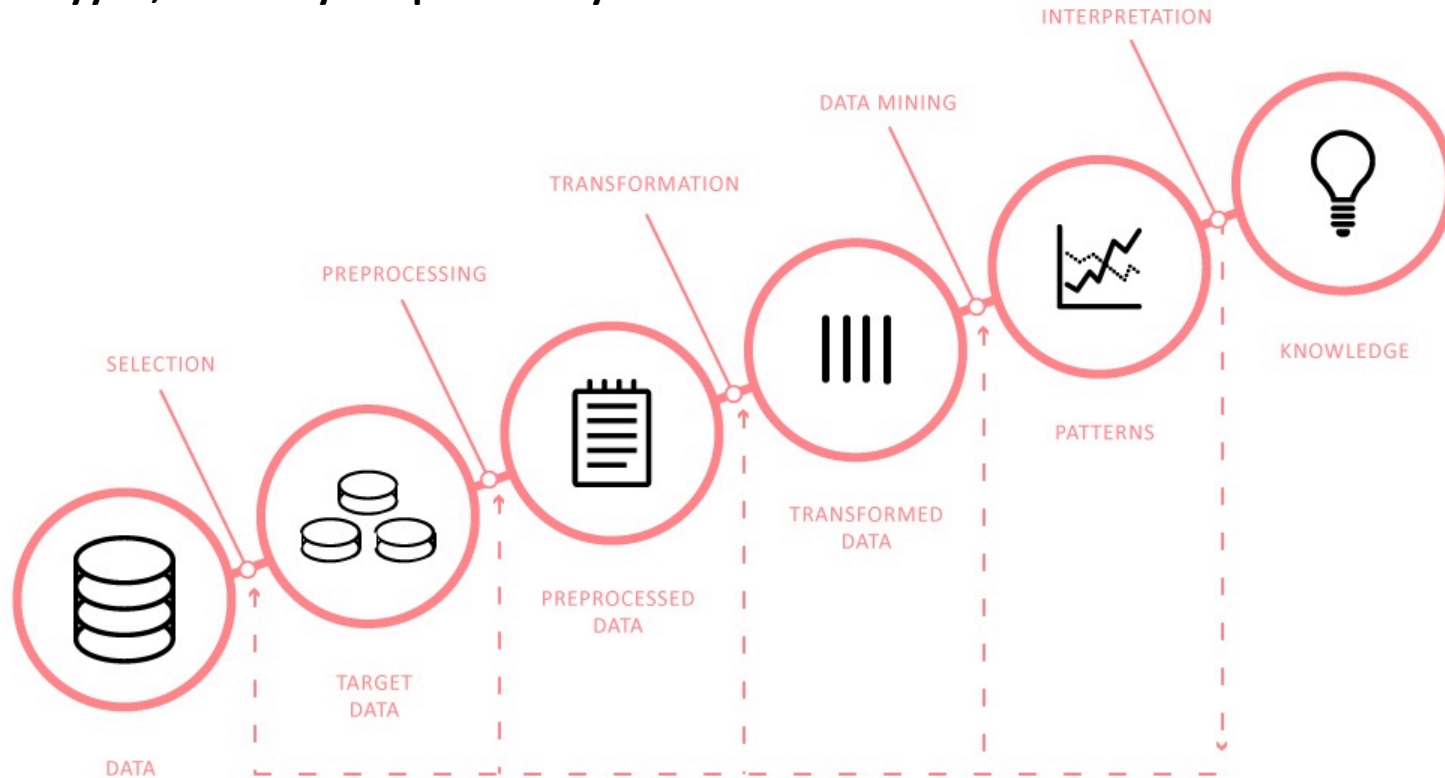 INTERPRETATION
DATA MINING
TRANSFORMATION
PREPROCESSING
SELECTION
KNOWLEDGE
PATTERNS
TRANSFORMED
DATA
PREPROCESSED
DATA
TARGET
DATA
DATA